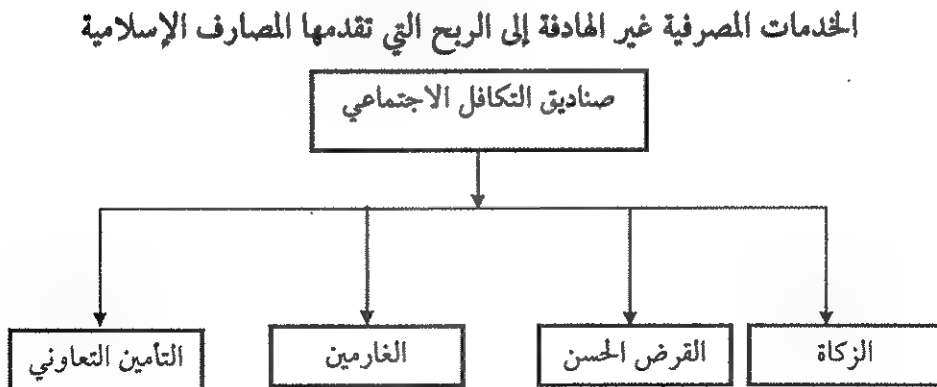 الخدمات المصرفية غير الهادفة إلى الربح التي تقدمها المصارف الإسلامية
صناديق التكافل الاجتماعي
الزكاة
القرض الحسن
الغارمين
التأمين التعاوني